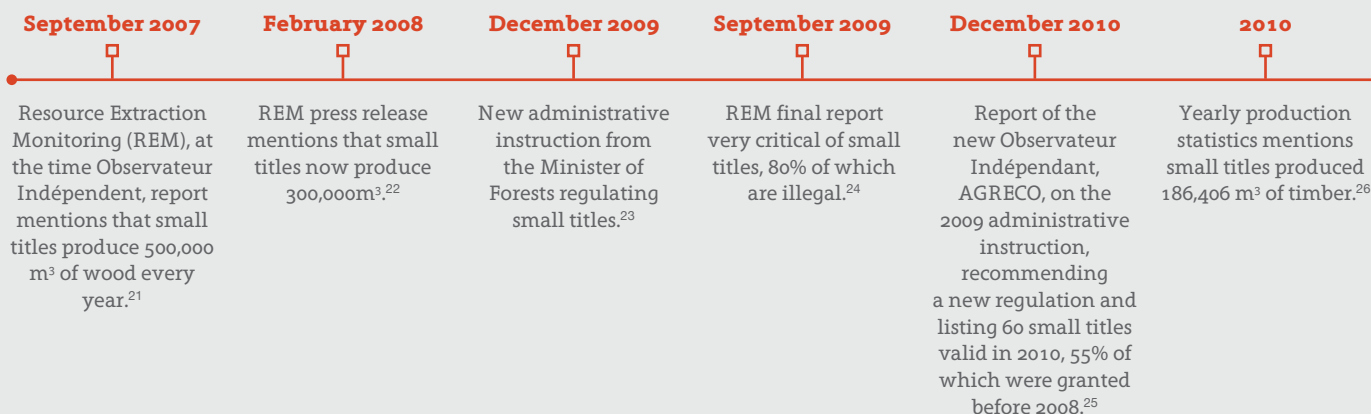 September 2007
Resource Extraction
Monitoring (REM), at
the time Observateur
Indépendent, report
mentions that small
titles produce 500,000
m³ of wood every
year.²¹
February 2008
REM press release
mentions that small
titles now produce
300,000m³.²²
December 2009
New administrative
instruction from
the Minister of
Forests regulating
small titles.²³
September 2009
REM final report
very critical of small
titles, 80% of which
are illegal.²⁴
December 2010
Report of the
new Observateur
Indépendant,
AGRECO, on the
2009 administrative
instruction,
recommending
a new regulation and
listing 60 small titles
valid in 2010, 55% of
which were granted
before 2008.²⁵
2010
Yearly production
statistics mentions
small titles produced
186,406 m³ of timber.²⁶